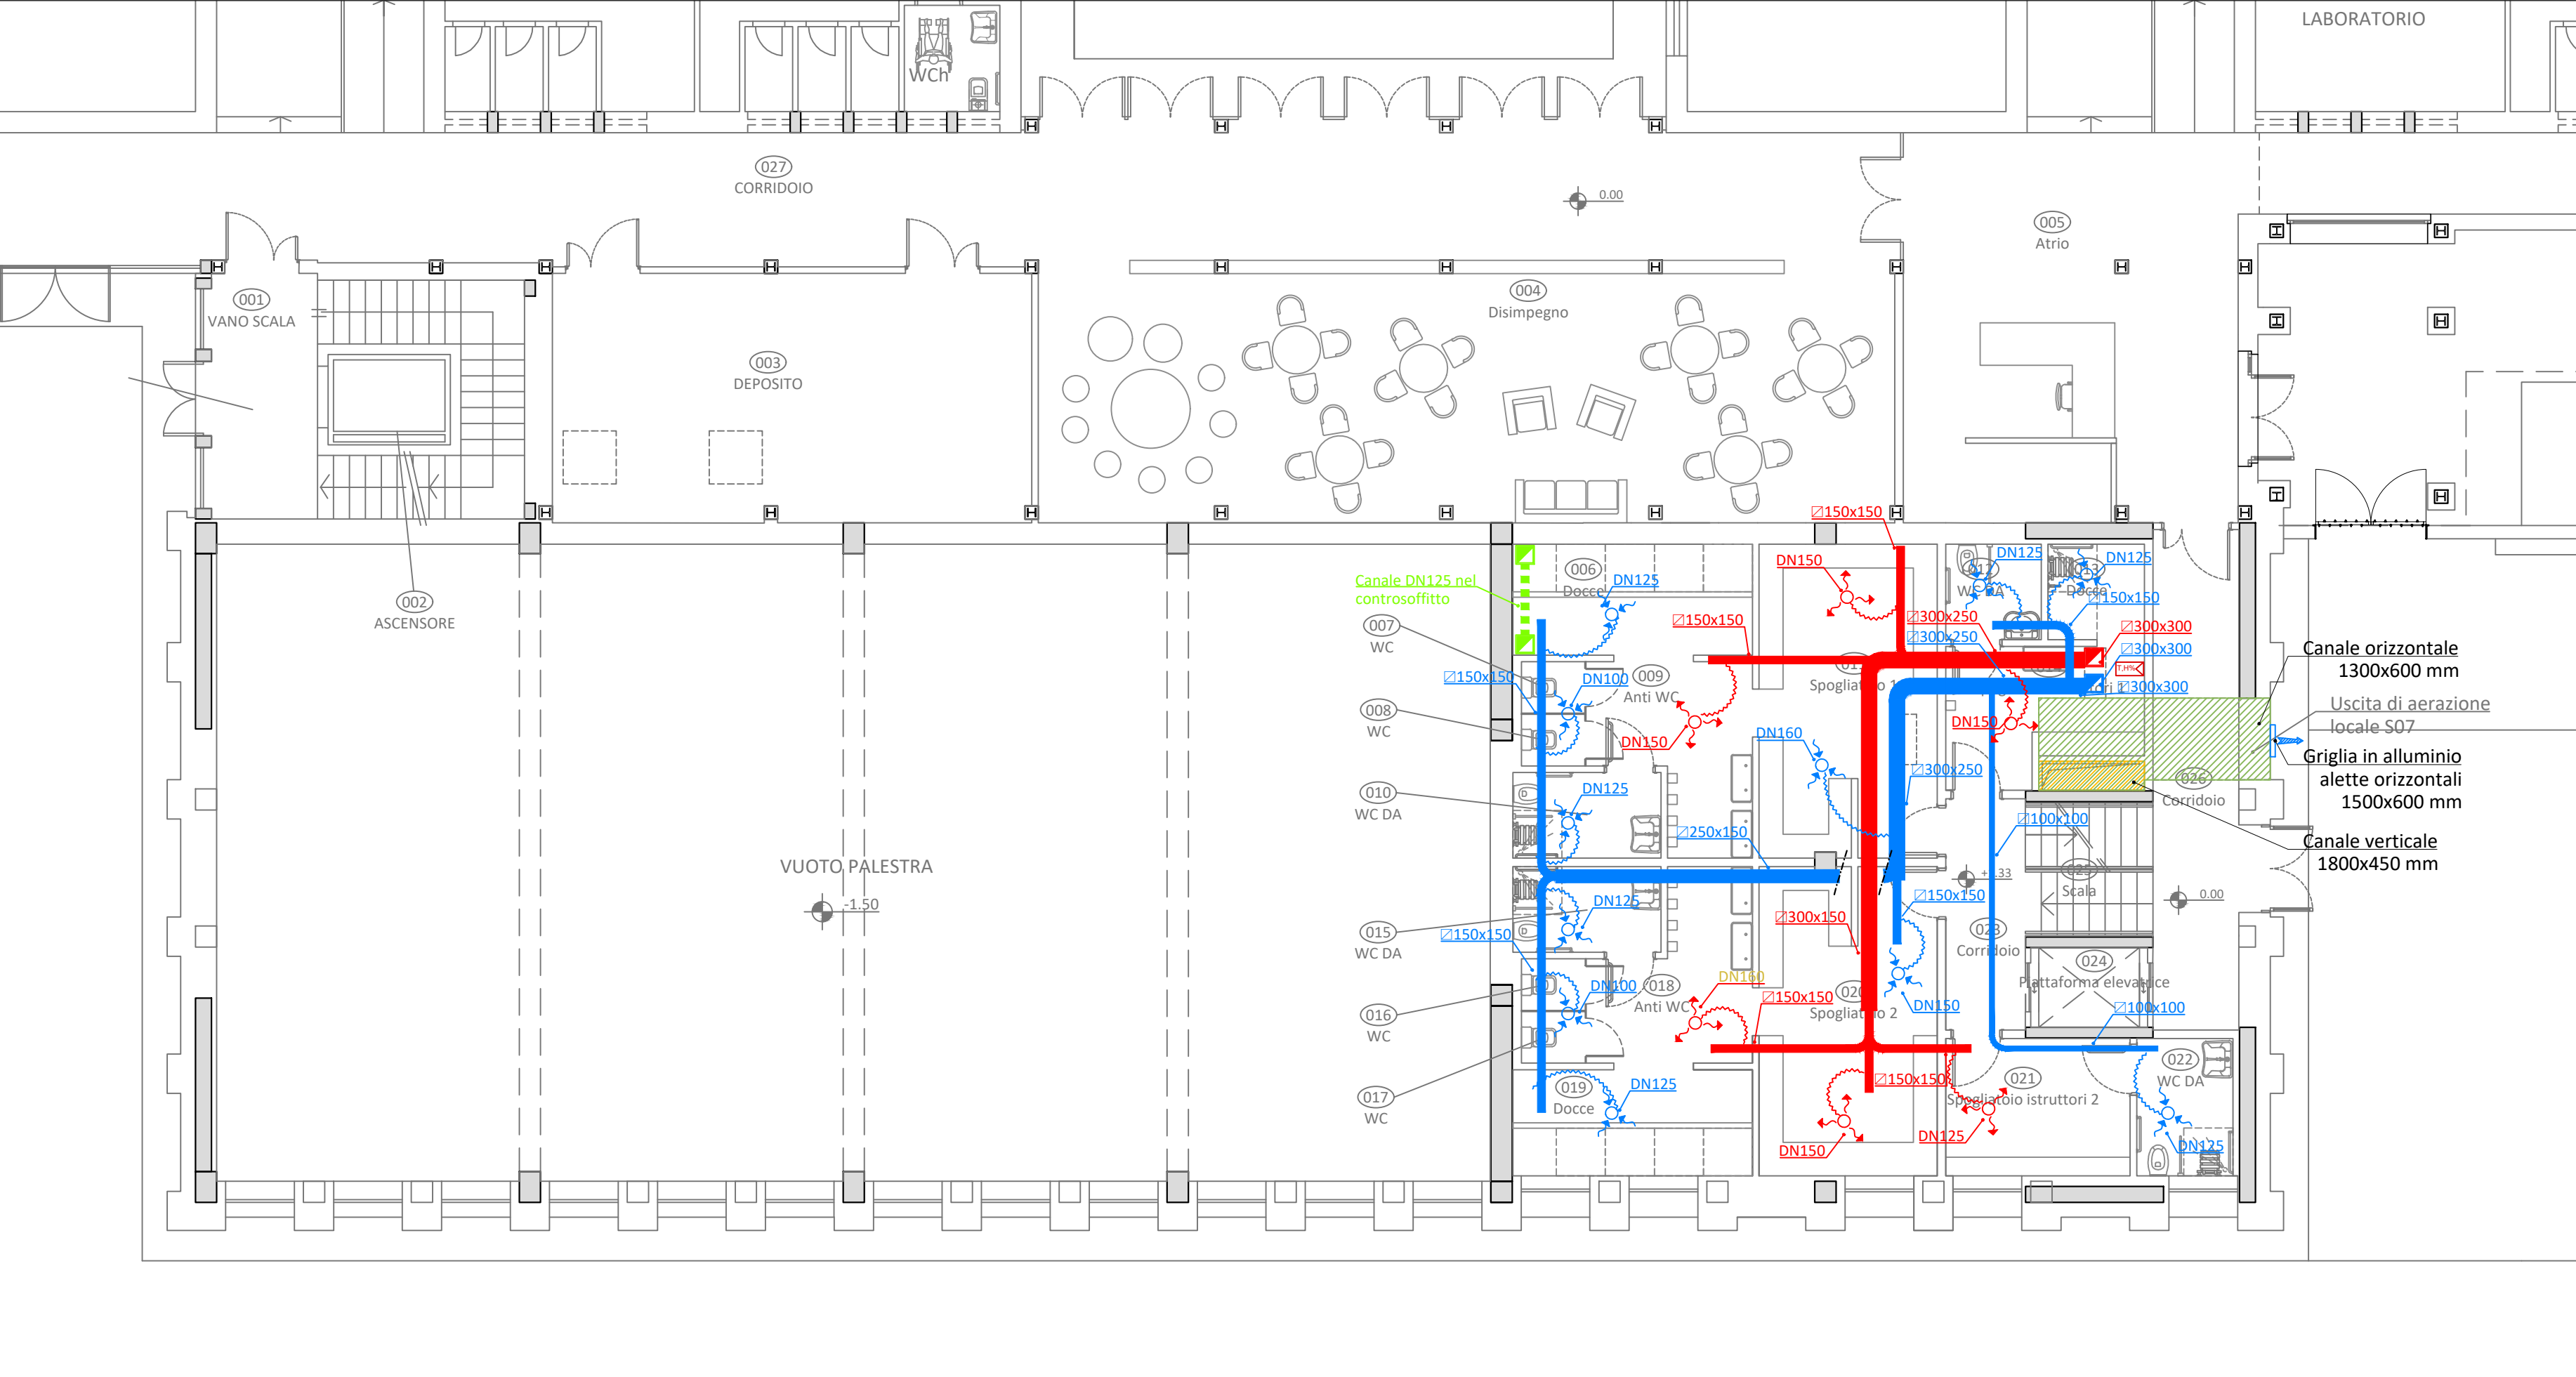 LABORATORIO
WCh
027
CORRIDOIO
0.00
005
Atrio
001
VANO SCALA
004
Disimpegno
003
DEPOSITO
002
ASCENSORE
150x150
DN150
DN125
DN125
006
Docce
DN125
012
013
Docce
Canale DN125 nel
controsoffitto
150x150
007
WC
150x150
300x250
300x250
300x300
300x300
300x300
T,H%
Canale orizzontale
1300x600 mm
009
Anti WC
150x150
DN100
008
WC
DN150
DN160
DN150
Uscita di aerazione
locale S07
Griglia in alluminio
alette orizzontali
1500x600 mm
300x250
026
Corridoio
010
WC DA
DN125
250x150
100x100
Canale verticale
1800x450 mm
VUOTO PALESTRA
-1.50
025
Scala
0.00
DN125
150x150
300x150
015
WC DA
150x150
023
Corridoio
024
Piattaforma elevatrice
DN160
018
Anti WC
DN100
150x150
020
Spogliatoio 2
DN150
100x100
016
WC
022
WC DA
019
Docce
DN125
150x150
021
Spogliatoio istruttori 2
017
WC
DN150
DN125
DN125